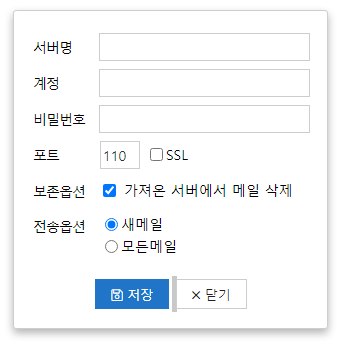 서버명
계정
비밀번호
포트 110 SSL
보존옵션 가져온 서버에서 메일 삭제
전송옵션 새메일
모든메일
저장 × 닫기